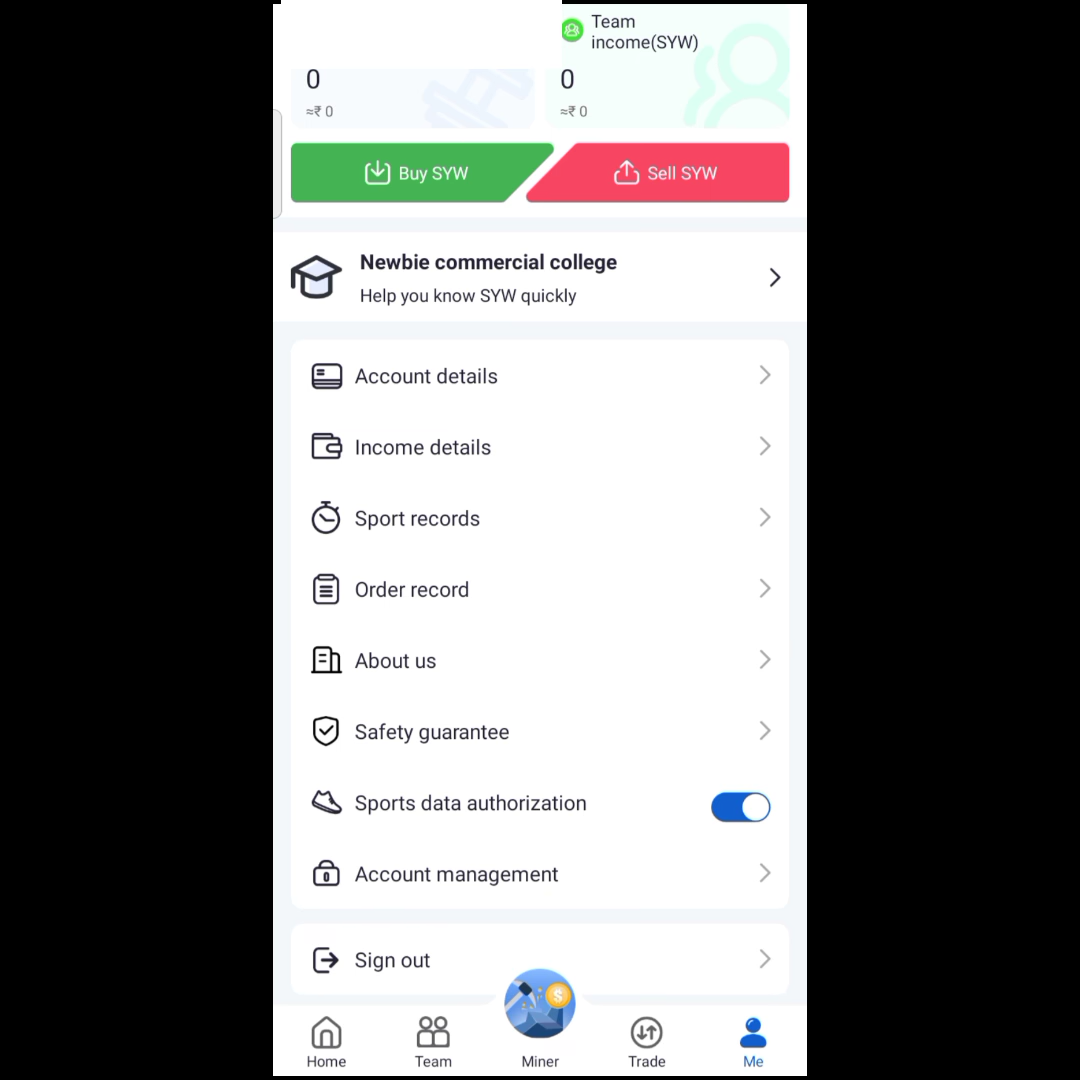 Team
income(SYW)
0
≈₹ 0
0
≈₹ 0
Buy SYW
Sell SYW
Newbie commercial college
Help you know SYW quickly
Account details
Income details
Sport records
Order record
About us
Safety guarantee
Sports data authorization
Account management
Sign out
$
Home
Team
Miner
Trade
Me